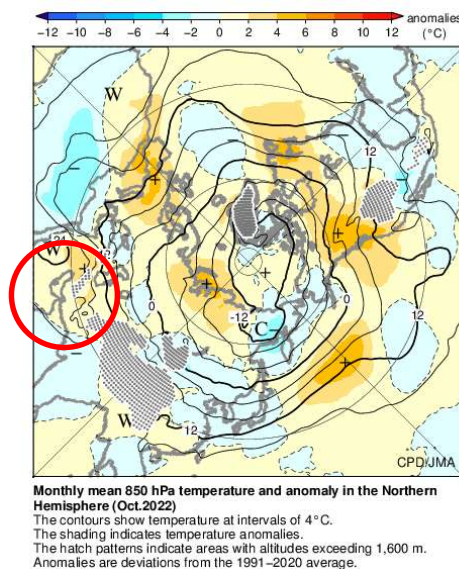 -12 -10 -8 -6 -4 -2 0 2 4 6 8 10 12 anomalies
(°C)
W
12
W
-12
0
0
-12
C
12
W
12
CPD/JMA
Monthly mean 850 hPa temperature and anomaly in the Northern
Hemisphere (Oct.2022)
The contours show temperature at intervals of 4°C.
The shading indicates temperature anomalies.
The hatch patterns indicate areas with altitudes exceeding 1,600 m.
Anomalies are deviations from the 1991-2020 average.